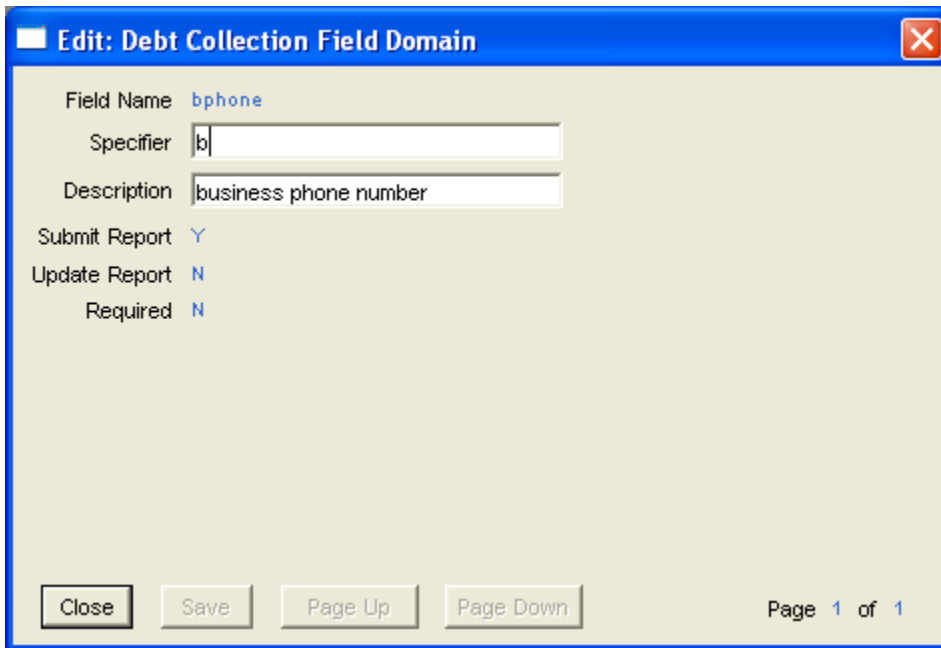 Edit: Debt Collection Field Domain
Field Name bphone
Specifier b
Description business phone number
Submit Report Y
Update Report N
Required N
Close Save Page Up Page Down Page 1 of 1